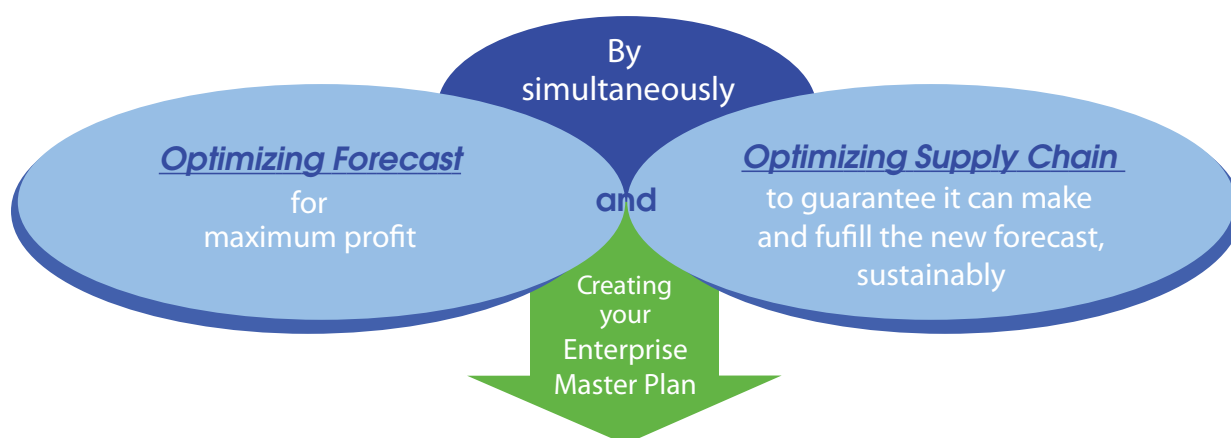 By
simultaneously
Optimizing Forecast
for
maximum profit
and
Optimizing Supply Chain
to guarantee it can make
and fufill the new forecast,
sustainably
Creating
your
Enterprise
Master Plan